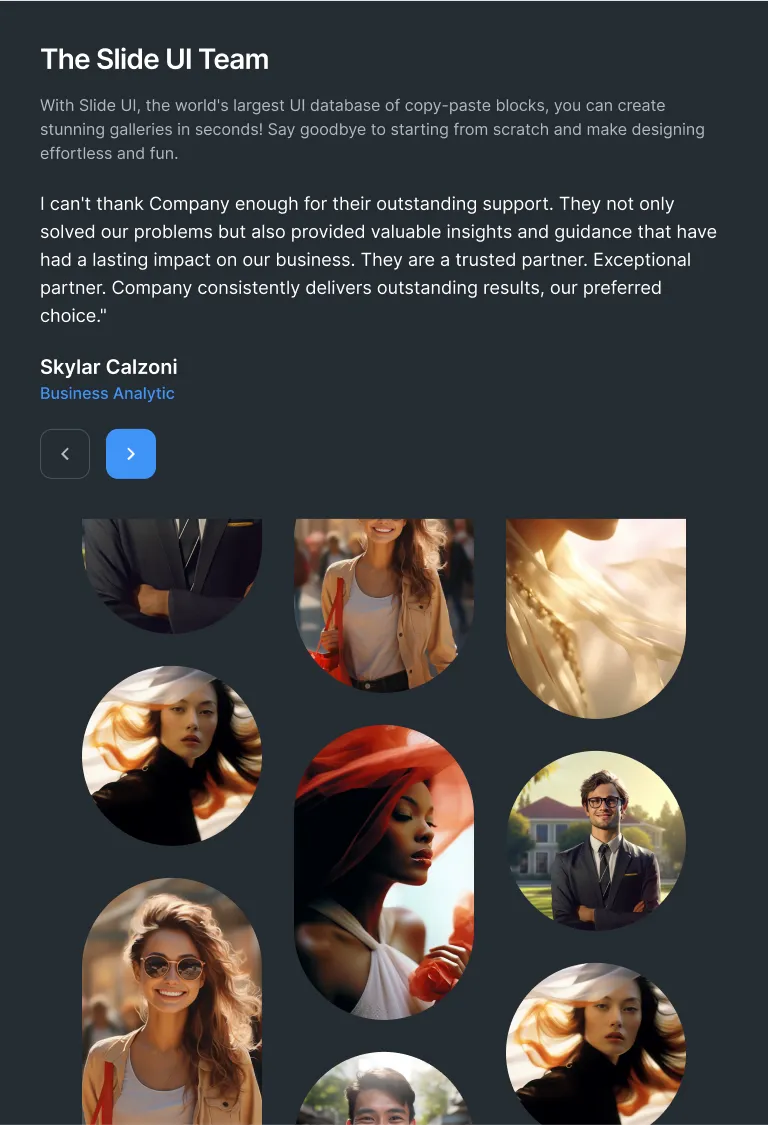 The Slide UI Team
With Slide UI, the world's largest UI database of copy-paste blocks, you can create
stunning galleries in seconds! Say goodbye to starting from scratch and make designing
effortless and fun.
I can't thank Company enough for their outstanding support. They not only
solved our problems but also provided valuable insights and guidance that have
had a lasting impact on our business. They are a trusted partner. Exceptional
partner. Company consistently delivers outstanding results, our preferred
choice."
Skylar Calzoni
Business Analytic